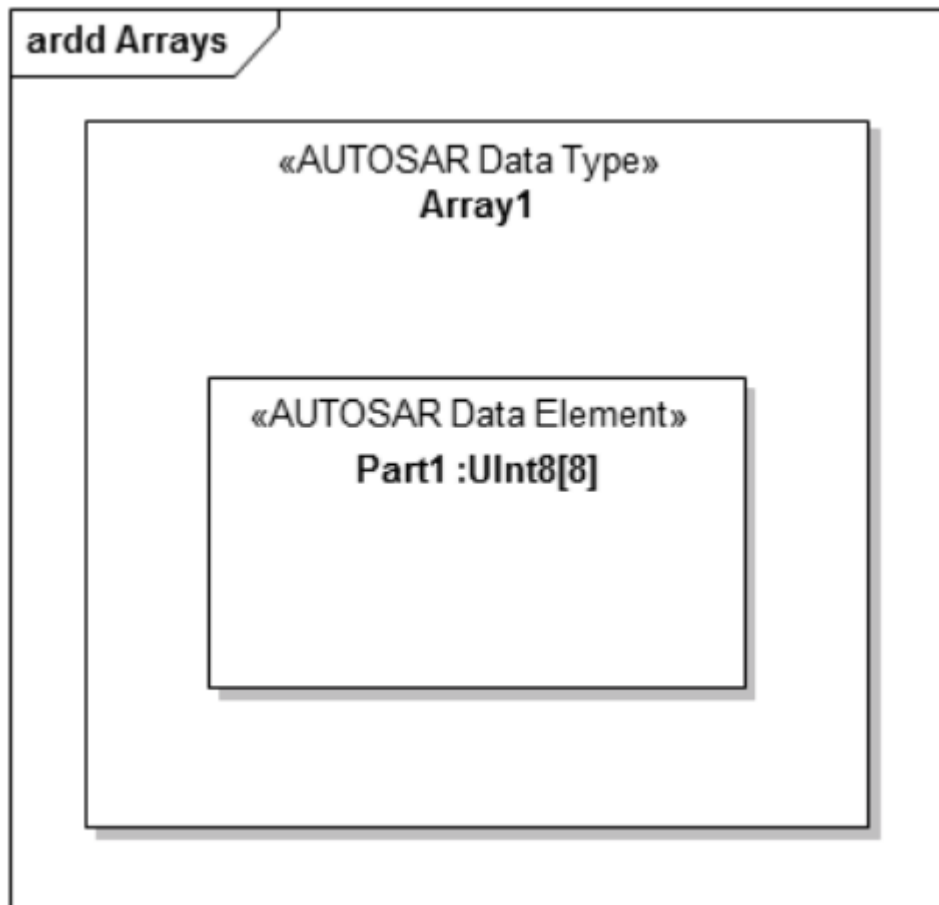 ardd Arrays
«AUTOSAR Data Type»
Array1
«AUTOSAR Data Element»
Part1 :UInt8[8]